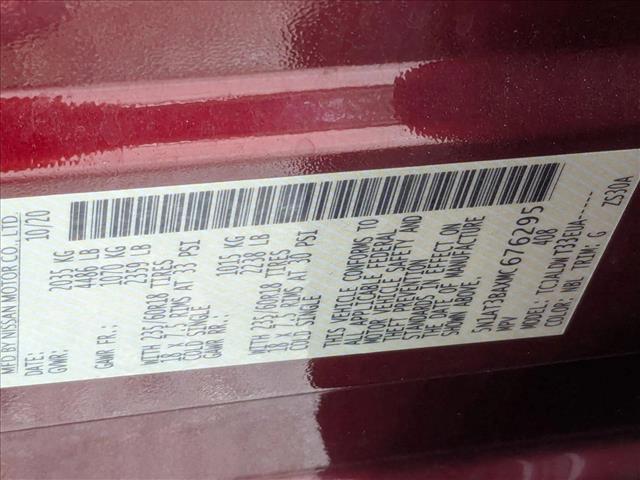 MFD BY NISSAN MOTOR CO., LTD.
10/20
GVWR: 2035 KG
4486 LB
GAWR FR: 1070 KG
2359 LB
WITH 235/60R18 TIRES
18 X 7.5 RIMS AT 33 PSI
COLD SINGLE
GAWR RR: 1015 KG
2238 LB
WITH 235/60R18 TIRES
18 X 7.5 RIMS AT 30 PSI
COLD SINGLE
THIS VEHICLE CONFORMS TO
ALL APPLICABLE FEDERAL
MOTOR VEHICLE SAFETY AND
THEFT PREVENTION
STANDARDS IN EFFECT ON
THE DATE OF MANUFACTURE
SHOWN ABOVE.
5N1AT3BAXMC676295
MPV 408
MODEL: T33EUA------
COLOR: NBL TRIM: G ZS30A